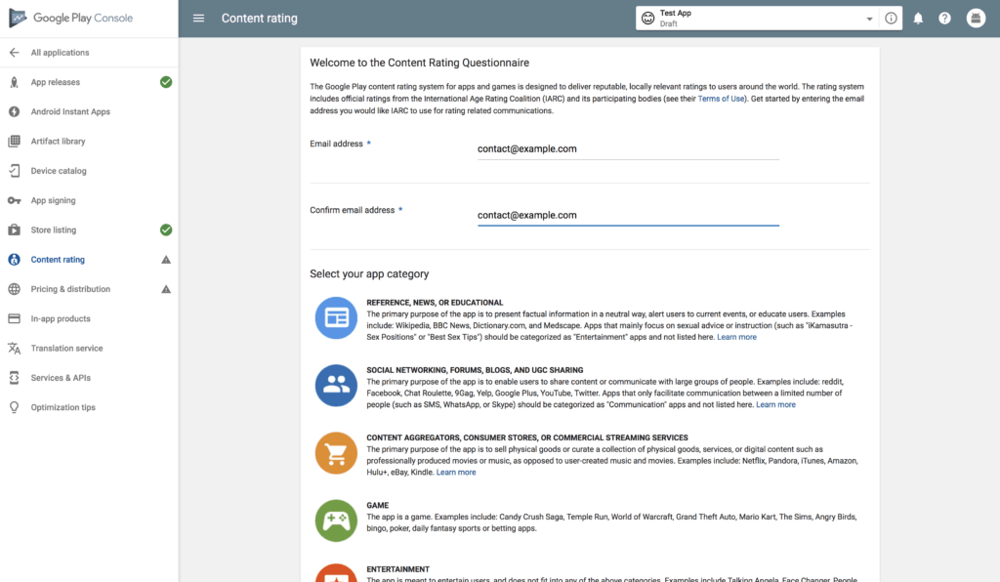 Google Play Console
Content rating
Test App
Draft
All applications
App releases
Android Instant Apps
Artifact library
Device catalog
App signing
Store listing
Content rating
Pricing & distribution
In-app products
Translation service
Services & APIs
Optimization tips
Welcome to the Content Rating Questionnaire
The Google Play content rating system for apps and games is designed to deliver reputable, locally relevant ratings to users around the world. The rating system
includes official ratings from the International Age Rating Coalition (IARC) and its participating bodies (see their Terms of Use). Get started by entering the email
address you would like IARC to use for rating related communications.
Email address *
contact@example.com
Confirm email address *
contact@example.com
Select your app category
REFERENCE, NEWS, OR EDUCATIONAL
The primary purpose of the app is to present factual information in a neutral way, alert users to current events, or educate users. Examples
include: Wikipedia, BBC News, Dictionary.com, and Medscape. Apps that mainly focus on sexual advice or instruction (such as "iKamasutra -
Sex Positions" or "Best Sex Tips") should be categorized as "Entertainment" apps and not listed here. Learn more
SOCIAL NETWORKING, FORUMS, BLOGS, AND UGC SHARING
The primary purpose of the app is to enable users to share content or communicate with large groups of people. Examples include: reddit,
Facebook, Chat Roulette, 9Gag, Yelp, Google Plus, YouTube, Twitter. Apps that only facilitate communication between a limited number of
people (such as SMS, WhatsApp, or Skype) should be categorized as "Communication" apps and not listed here. Learn more
CONTENT AGGREGATORS, CONSUMER STORES, OR COMMERCIAL STREAMING SERVICES
The primary purpose of the app is to sell physical goods or curate a collection of physical goods, services, or digital content such as
professionally produced movies or music, as opposed to user-created music and movies. Examples include: Netflix, Pandora, iTunes, Amazon,
Hulu+, eBay, Kindle. Learn more
GAME
The app is a game. Examples include: Candy Crush Saga, Temple Run, World of Warcraft, Grand Theft Auto, Mario Kart, The Sims, Angry Birds,
bingo, poker, daily fantasy sports or betting apps.
ENTERTAINMENT
The app is meant to entertain users, and does not fit into any of the above categories. Examples include Talking Angela, Face Changer, People